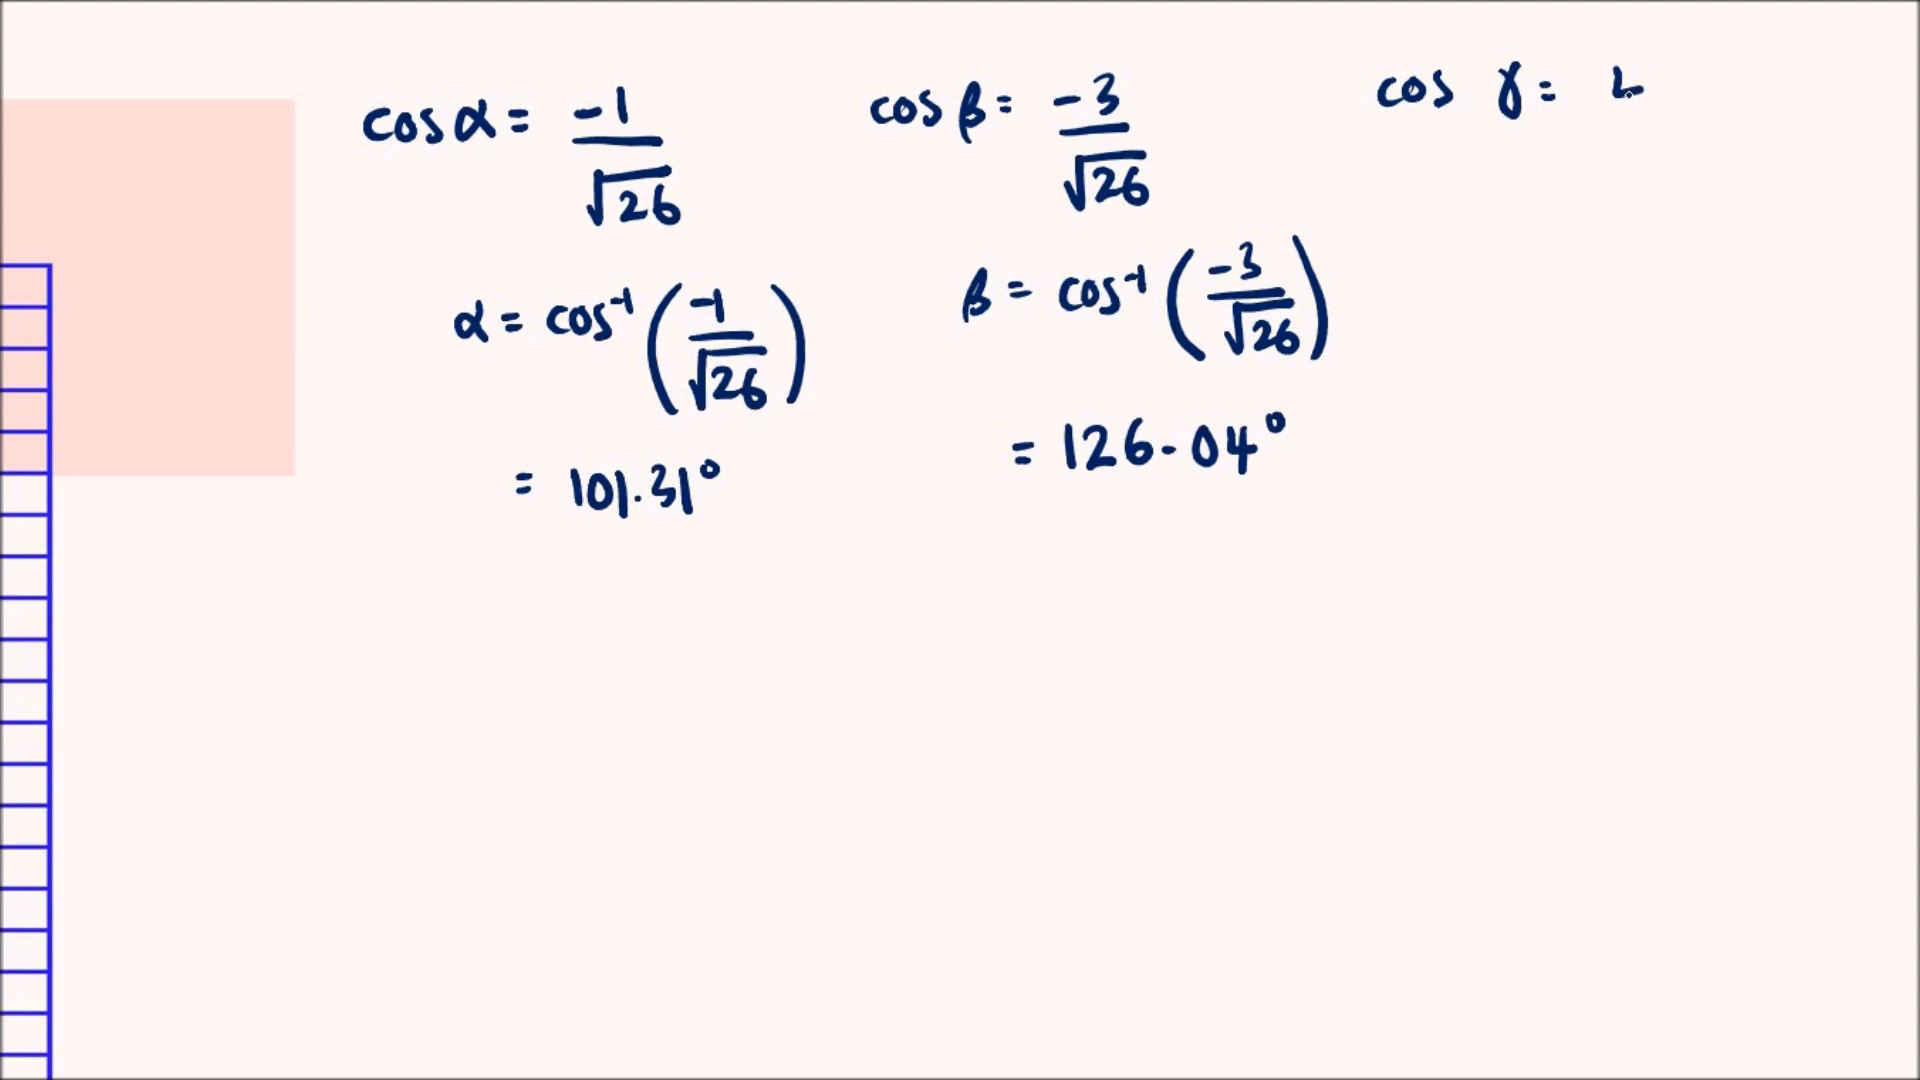 cos α = -1/√26
α = cos⁻¹(-1/√26)
= 101.31°
cos β = -3/√26
β = cos⁻¹(-3/√26)
= 126.04°
cos γ =